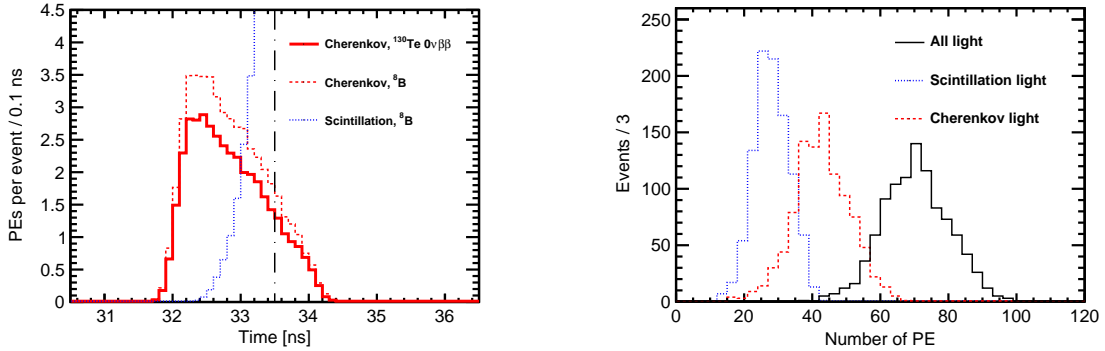 PEs per event / 0.1 ns
4.5
4
3.5
3
2.5
2
1.5
1
0.5
0
Cherenkov, ¹³⁰Te 0νββ
Cherenkov, ⁸B
Scintillation, ⁸B
31 32 33 34 35 36
Time [ns]
Events / 3
250
200
150
100
50
0
All light
Scintillation light
Cherenkov light
0 20 40 60 80 100 120
Number of PE